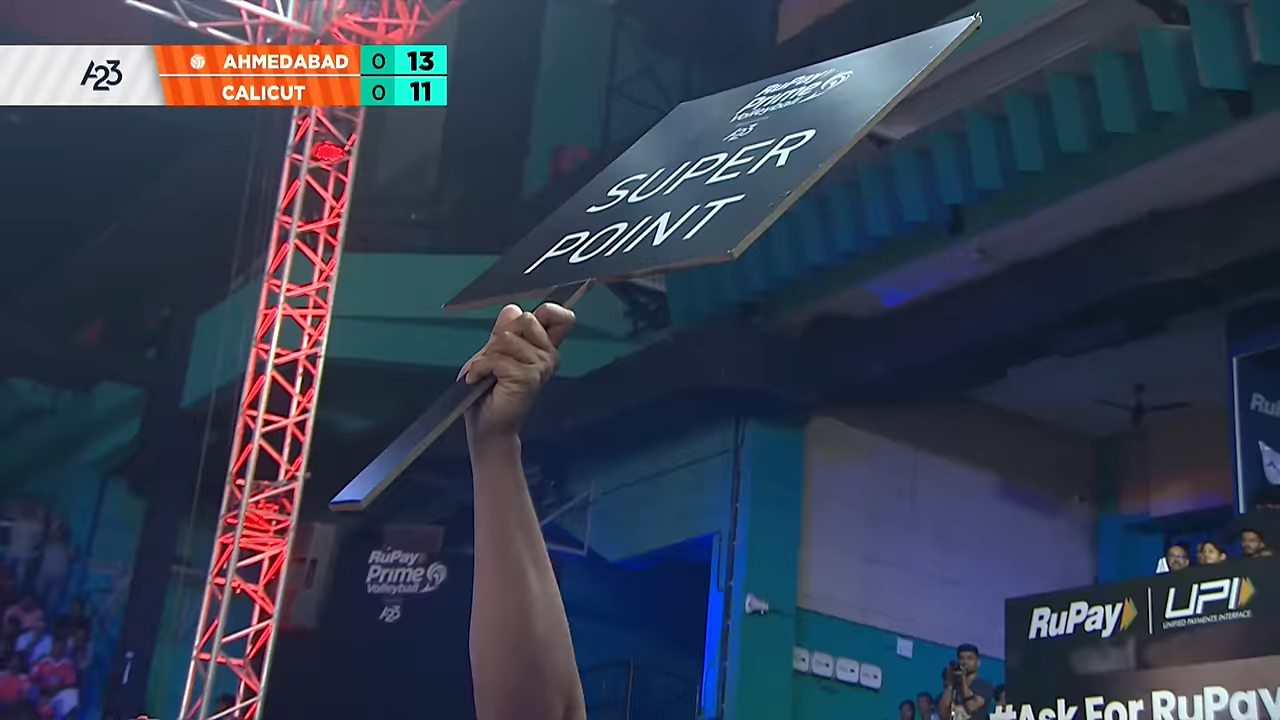 A23
AHMEDABAD 0 13
CALICUT 0 11
RuPay
Prime
Volleyball
A23
SUPER
POINT
RuPay
Prime
Volleyball
A23
Ru
RuPay UPI
UNIFIED PAYMENTS INTERFACE
#Ask For RuPay